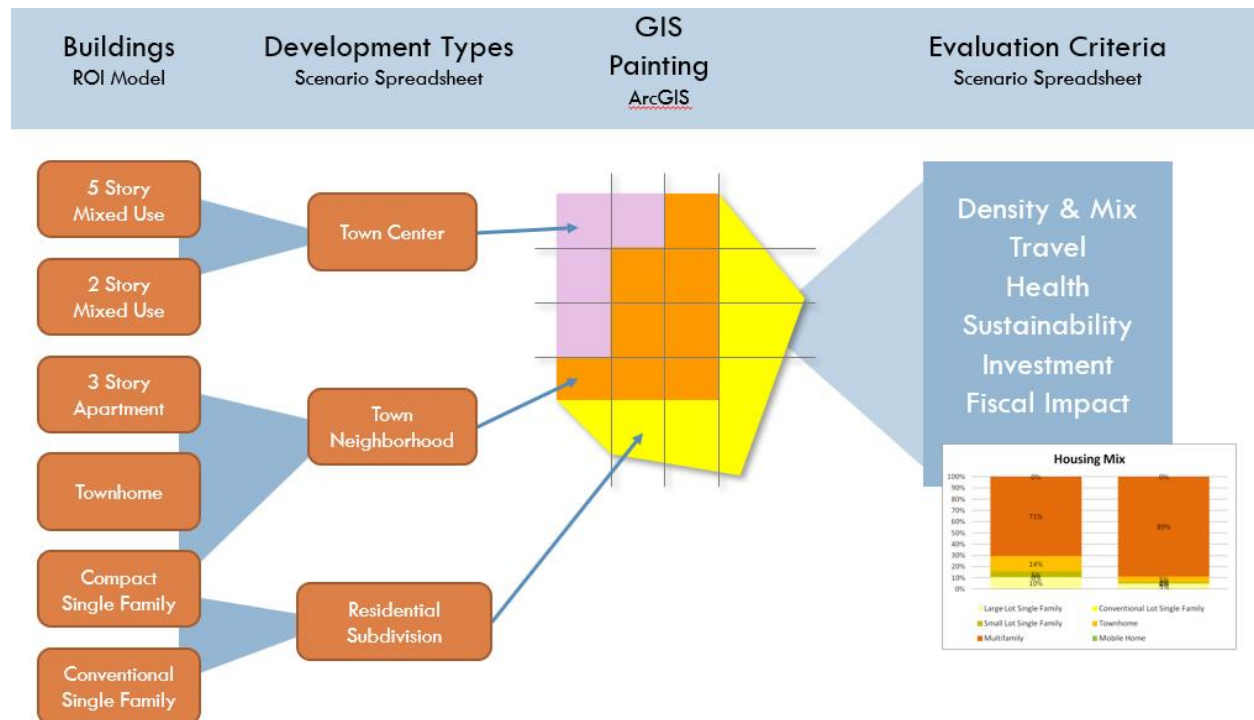 Buildings
ROI Model
Development Types
Scenario Spreadsheet
GIS
Painting
ArcGIS
Evaluation Criteria
Scenario Spreadsheet
5 Story
Mixed Use
2 Story
Mixed Use
3 Story
Apartment
Townhome
Compact
Single Family
Conventional
Single Family
Town Center
Town
Neighborhood
Residential
Subdivision
Density & Mix
Travel
Health
Sustainability
Investment
Fiscal Impact
Housing Mix
100%
90%
80%
70%
60%
50%
40%
30%
20%
10%
0%
0%
71%
14%
10%
0%
89%
Large Lot Single Family
Conventional Lot Single Family
Small Lot Single Family
Townhome
Multifamily
Mobile Home